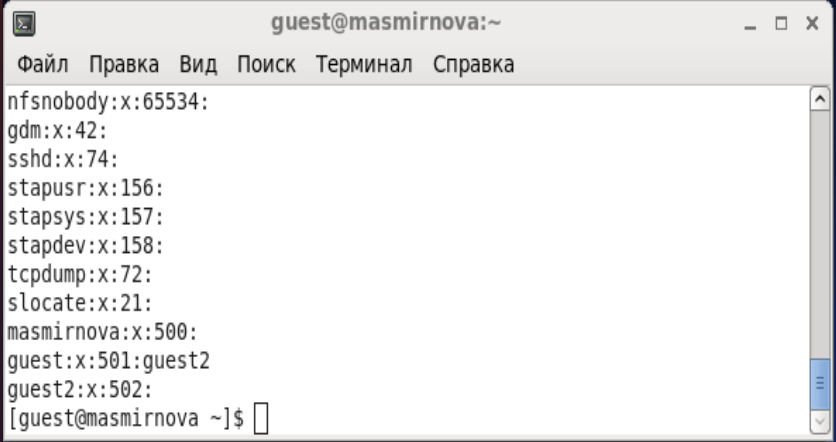 guest@masmirnova:~
Файл Правка Вид Поиск Терминал Справка
nfsnobody:x:65534:
gdm:x:42:
sshd:x:74:
stapusr:x:156:
stapsys:x:157:
stapdev:x:158:
tcpdump:x:72:
slocate:x:21:
masmirnova:x:500:
guest:x:501:guest2
guest2:x:502:
[guest@masmirnova ~]$